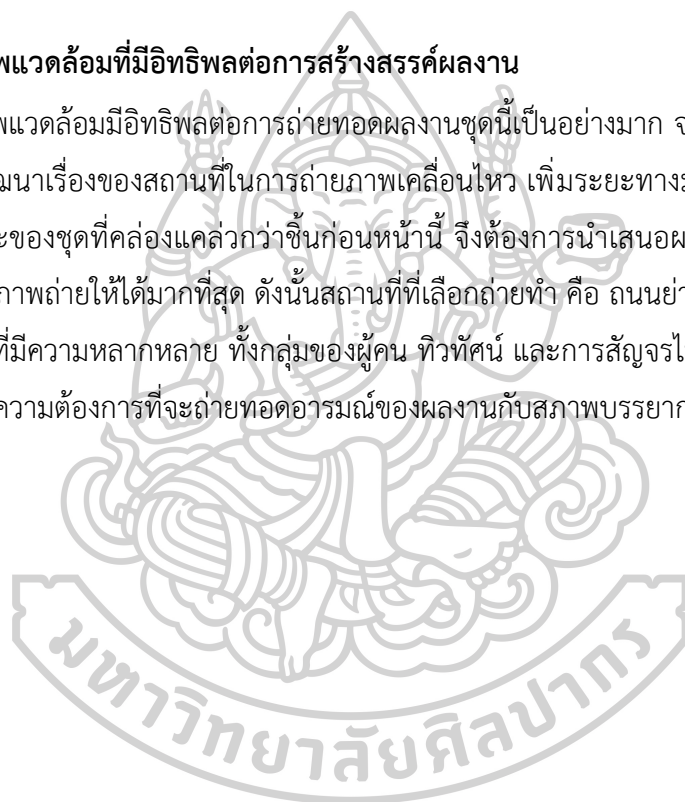 พแวดล้อมที่มีอิทธิพลต่อการสร้างสรรค์ผลงาน
พแวดล้อมมีอิทธิพลต่อการถ่ายทอดผลงานชุดนี้เป็นอย่างมาก จ
ฒนาเรื่องของสถานที่ในการถ่ายภาพเคลื่อนไหว เพิ่มระยะทาง
ะของชุดที่คล่องแคล่วกว่าชิ้นก่อนหน้านี้ จึงต้องการนำเสนอผ
ภาพถ่ายให้ได้มากที่สุด ดังนั้นสถานที่ที่เลือกถ่ายทำ คือ ถนนย่า
ที่มีความหลากหลาย ทั้งกลุ่มของผู้คน ทิวทัศน์ และการสัญจรไ
ความต้องการที่จะถ่ายทอดอารมณ์ของผลงานกับสภาพบรรยาก
มหาวิทยาลัยศิลปากร